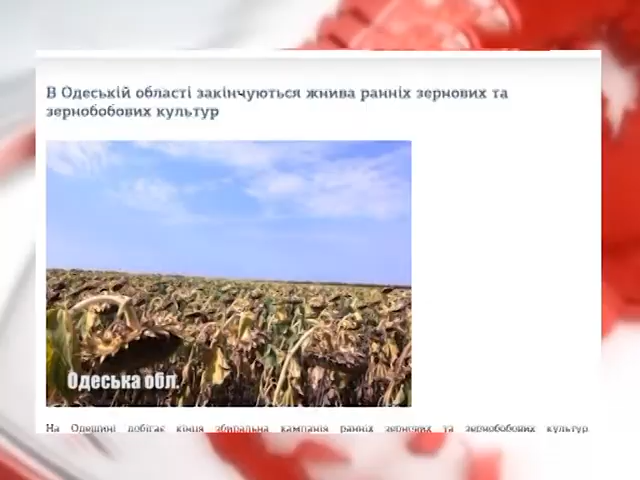 В Одеській області закінчуються жнива ранніх зернових та
зернобобових культур
Одеська обл.
На Одещині добігає кінця збиральна кампанія ранніх зернових та зернобобових культур